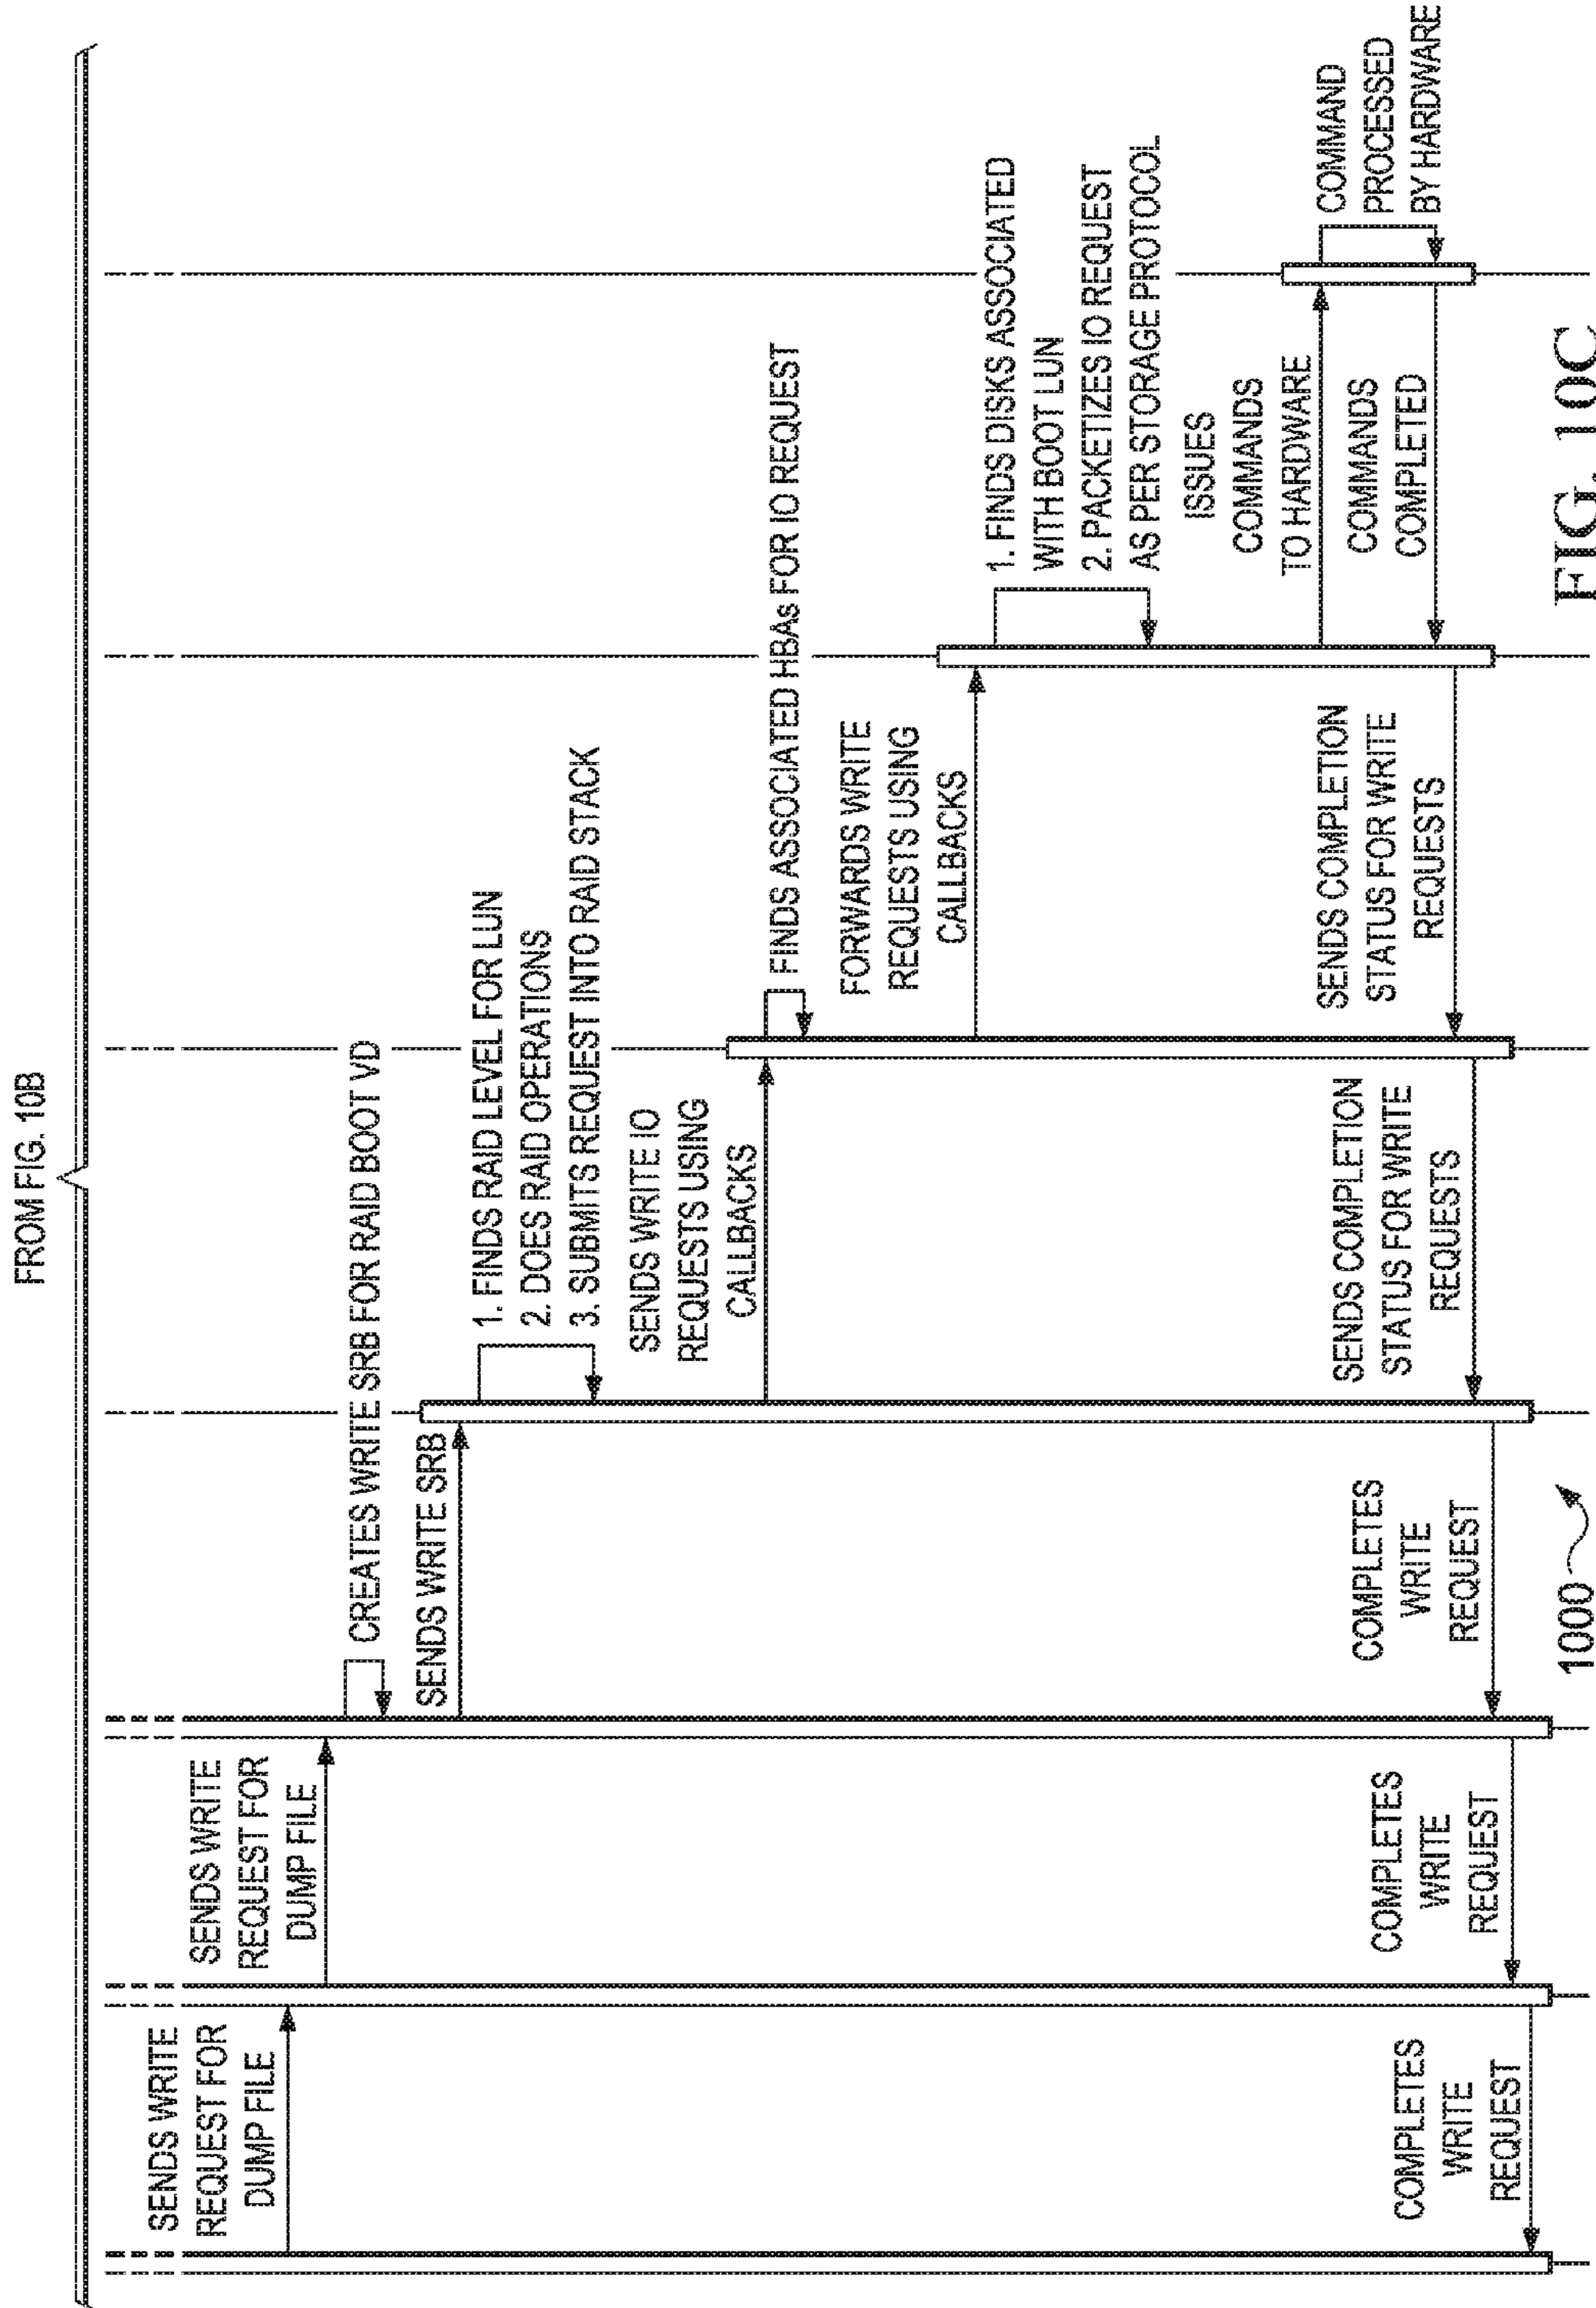 FROM FIG. 10B
SENDS WRITE
REQUEST FOR
DUMP FILE
SENDS WRITE
REQUEST FOR
DUMP FILE
CREATES WRITE SRB FOR RAID BOOT VD
SENDS WRITE SRB
1. FINDS RAID LEVEL FOR LUN
2. DOES RAID OPERATIONS
3. SUBMITS REQUEST INTO RAID STACK
SENDS WRITE IO
REQUESTS USING
CALLBACKS
FINDS ASSOCIATED HBAs FOR IO REQUEST
FORWARDS WRITE
REQUESTS USING
CALLBACKS
1. FINDS DISKS ASSOCIATED
WITH BOOT LUN
2. PACKETIZES IO REQUEST
AS PER STORAGE PROTOCOL
ISSUES
COMMANDS
TO HARDWARE
COMMAND
PROCESSED
BY HARDWARE
COMMANDS
COMPLETED
SENDS COMPLETION
STATUS FOR WRITE
REQUESTS
SENDS COMPLETION
STATUS FOR WRITE
REQUESTS
COMPLETES
WRITE
REQUEST
COMPLETES
WRITE
REQUEST
COMPLETES
WRITE
REQUEST
1000
FIG. 10C